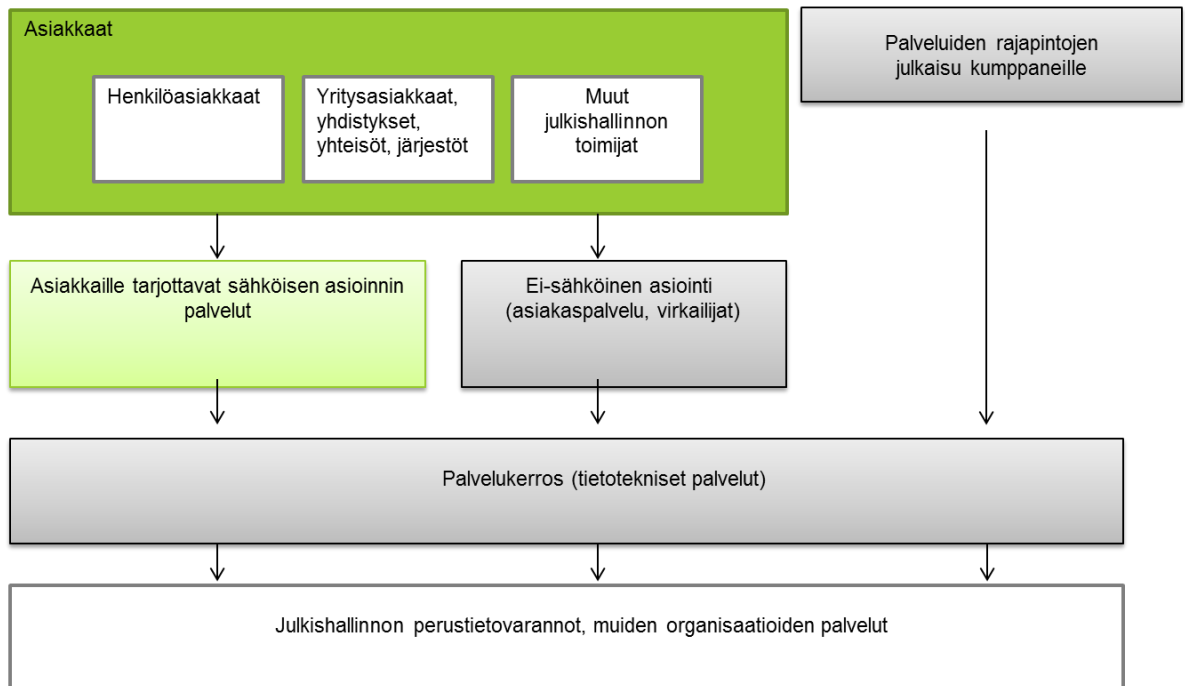 Asiakkaat
Henkilöasiakkaat
Yritysasiakkaat,
yhdistykset,
yhteisöt, järjestöt
Muut
julkishallinnon
toimijat
Palveluiden rajapintojen
julkaisu kumppaneille
Asiakkaille tarjottavat sähköisen asioinnin
palvelut
Ei-sähköinen asiointi
(asiakaspalvelu, virkailijat)
Palvelukerros (tietotekniset palvelut)
Julkishallinnon perustietovarannot, muiden organisaatioiden palvelut